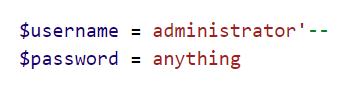 $username = administrator'--
$password = anything